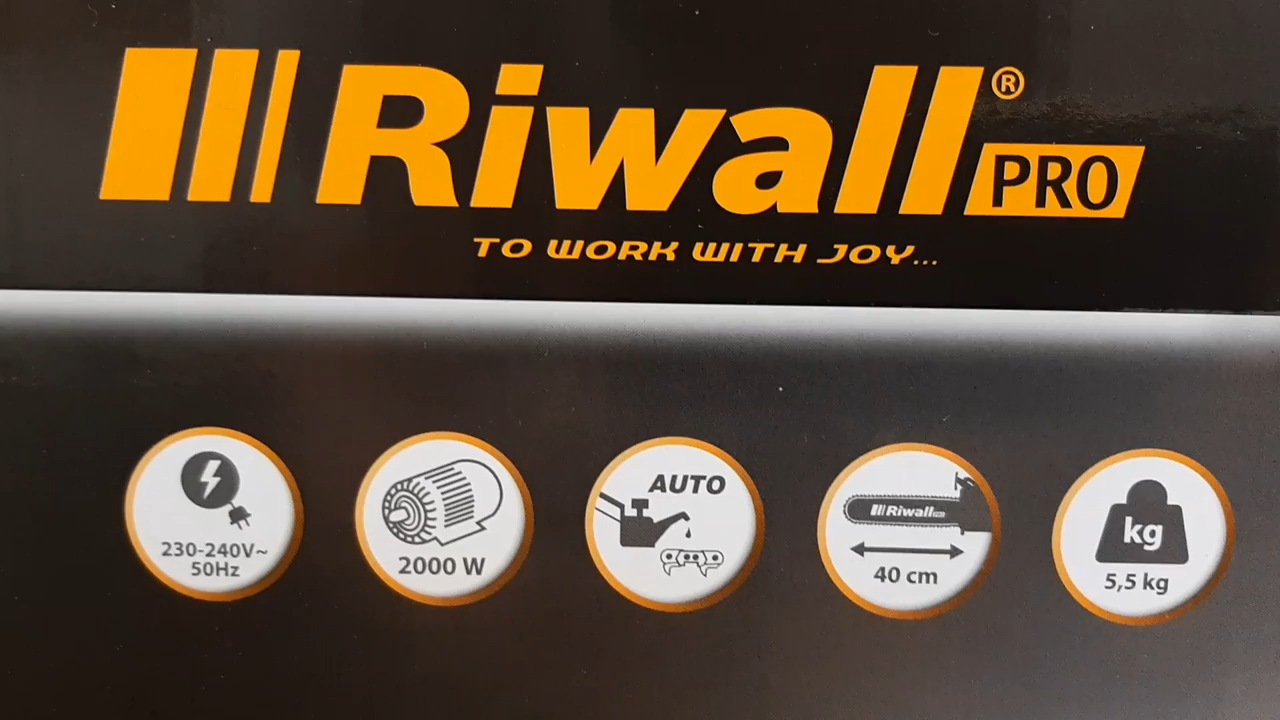 Riwall®
PRO
TO WORK WITH JOY...
230-240V~
50Hz
2000 W
AUTO
Riwall
40 cm
kg
5,5 kg